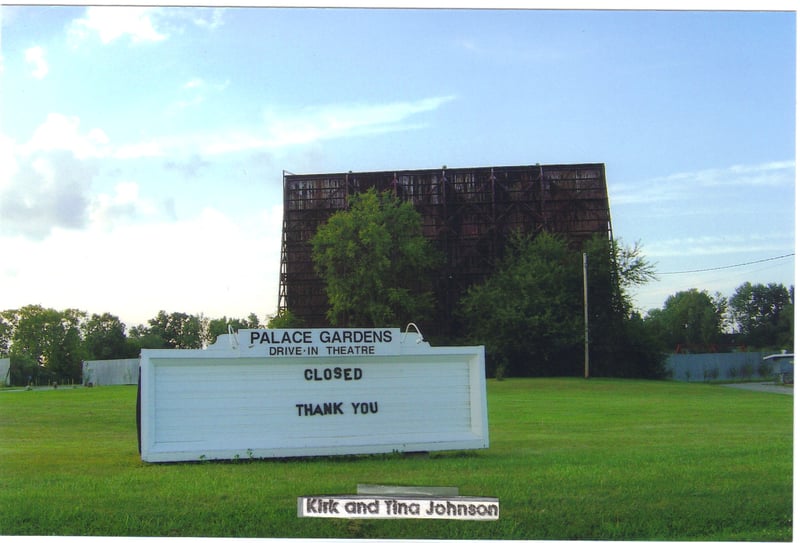 PALACE GARDENS
DRIVE-IN THEATRE
CLOSED
THANK YOU
Kirk and Tina Johnson